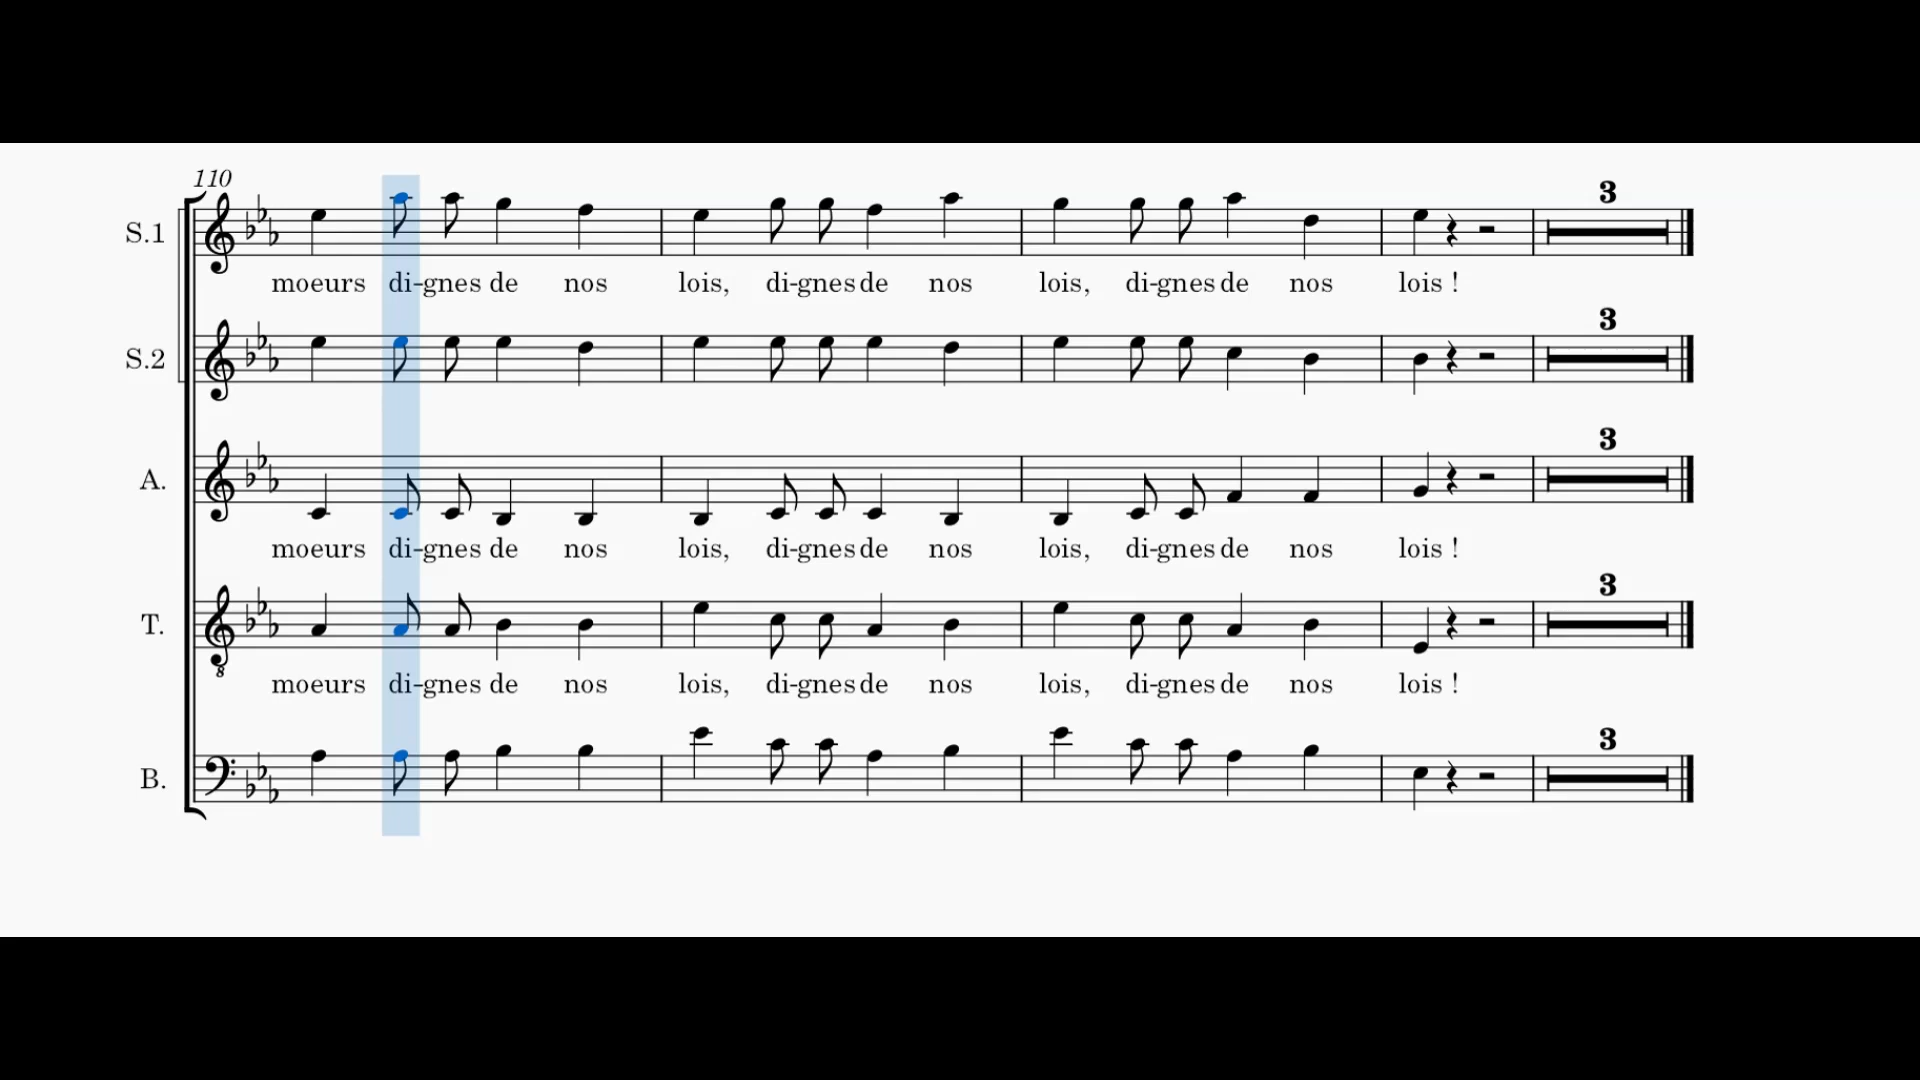 110
3
S.1
moeurs di-gnes de nos lois, di-gnes de nos lois, di-gnes de nos lois !
3
S.2
3
A.
moeurs di-gnes de nos lois, di-gnes de nos lois, di-gnes de nos lois !
3
T.
8
moeurs di-gnes de nos lois, di-gnes de nos lois, di-gnes de nos lois !
3
B.